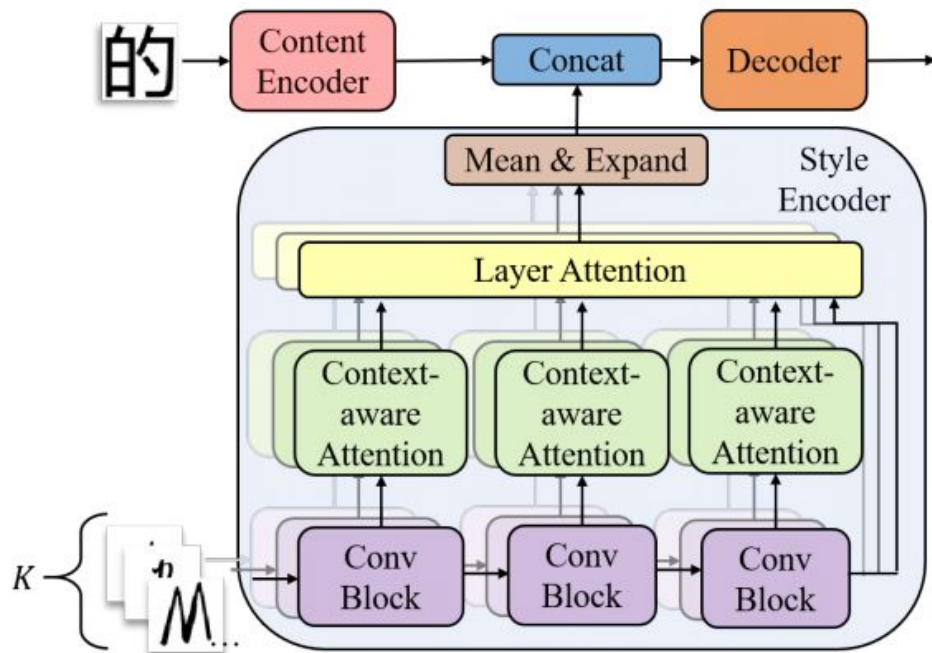 的
Content
Encoder
Concat
Decoder
Mean & Expand
Style
Encoder
Layer Attention
Context-
aware
Attention
Context-
aware
Attention
Context-
aware
Attention
K
M
...
Conv
Block
Conv
Block
Conv
Block